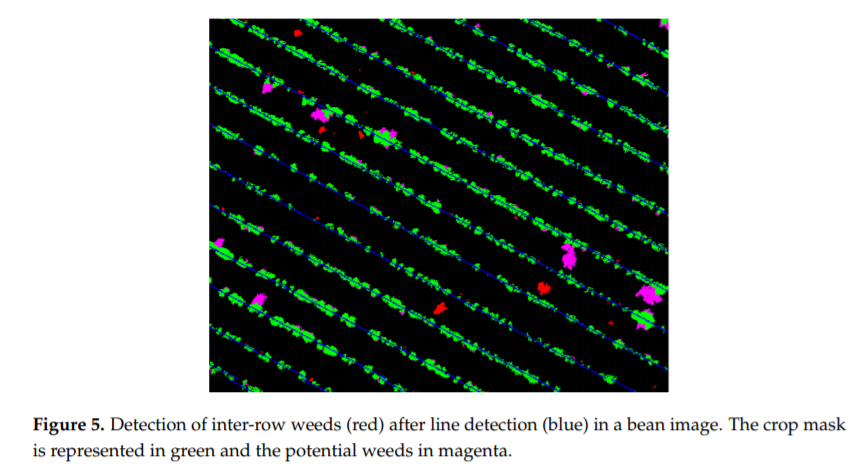 Figure 5. Detection of inter-row weeds (red) after line detection (blue) in a bean image. The crop mask
is represented in green and the potential weeds in magenta.